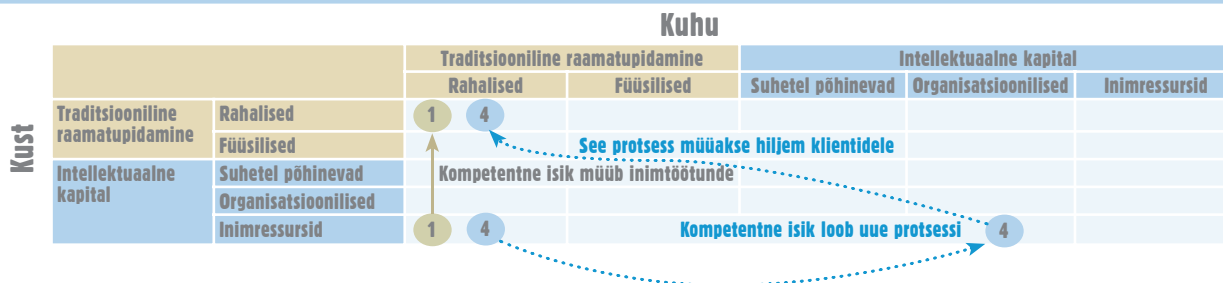 Kuhu
Traditsiooniline raamatupidamine Intellektuaalne kapital
Rahalised Füüsilised Suhetel põhinevad Organisatsioonilised Inimressursid
Kust
Traditsiooniline
raamatupidamine
Rahalised 1 4
Füüsilised See protsess müüakse hiljem klientidele
Intellektuaalne
kapital
Suhetel põhinevad Kompetentne isik müüb inimtöötunde
Organisatsioonilised
Inimressursid 1 4 Kompetentne isik loob uue protsessi 4